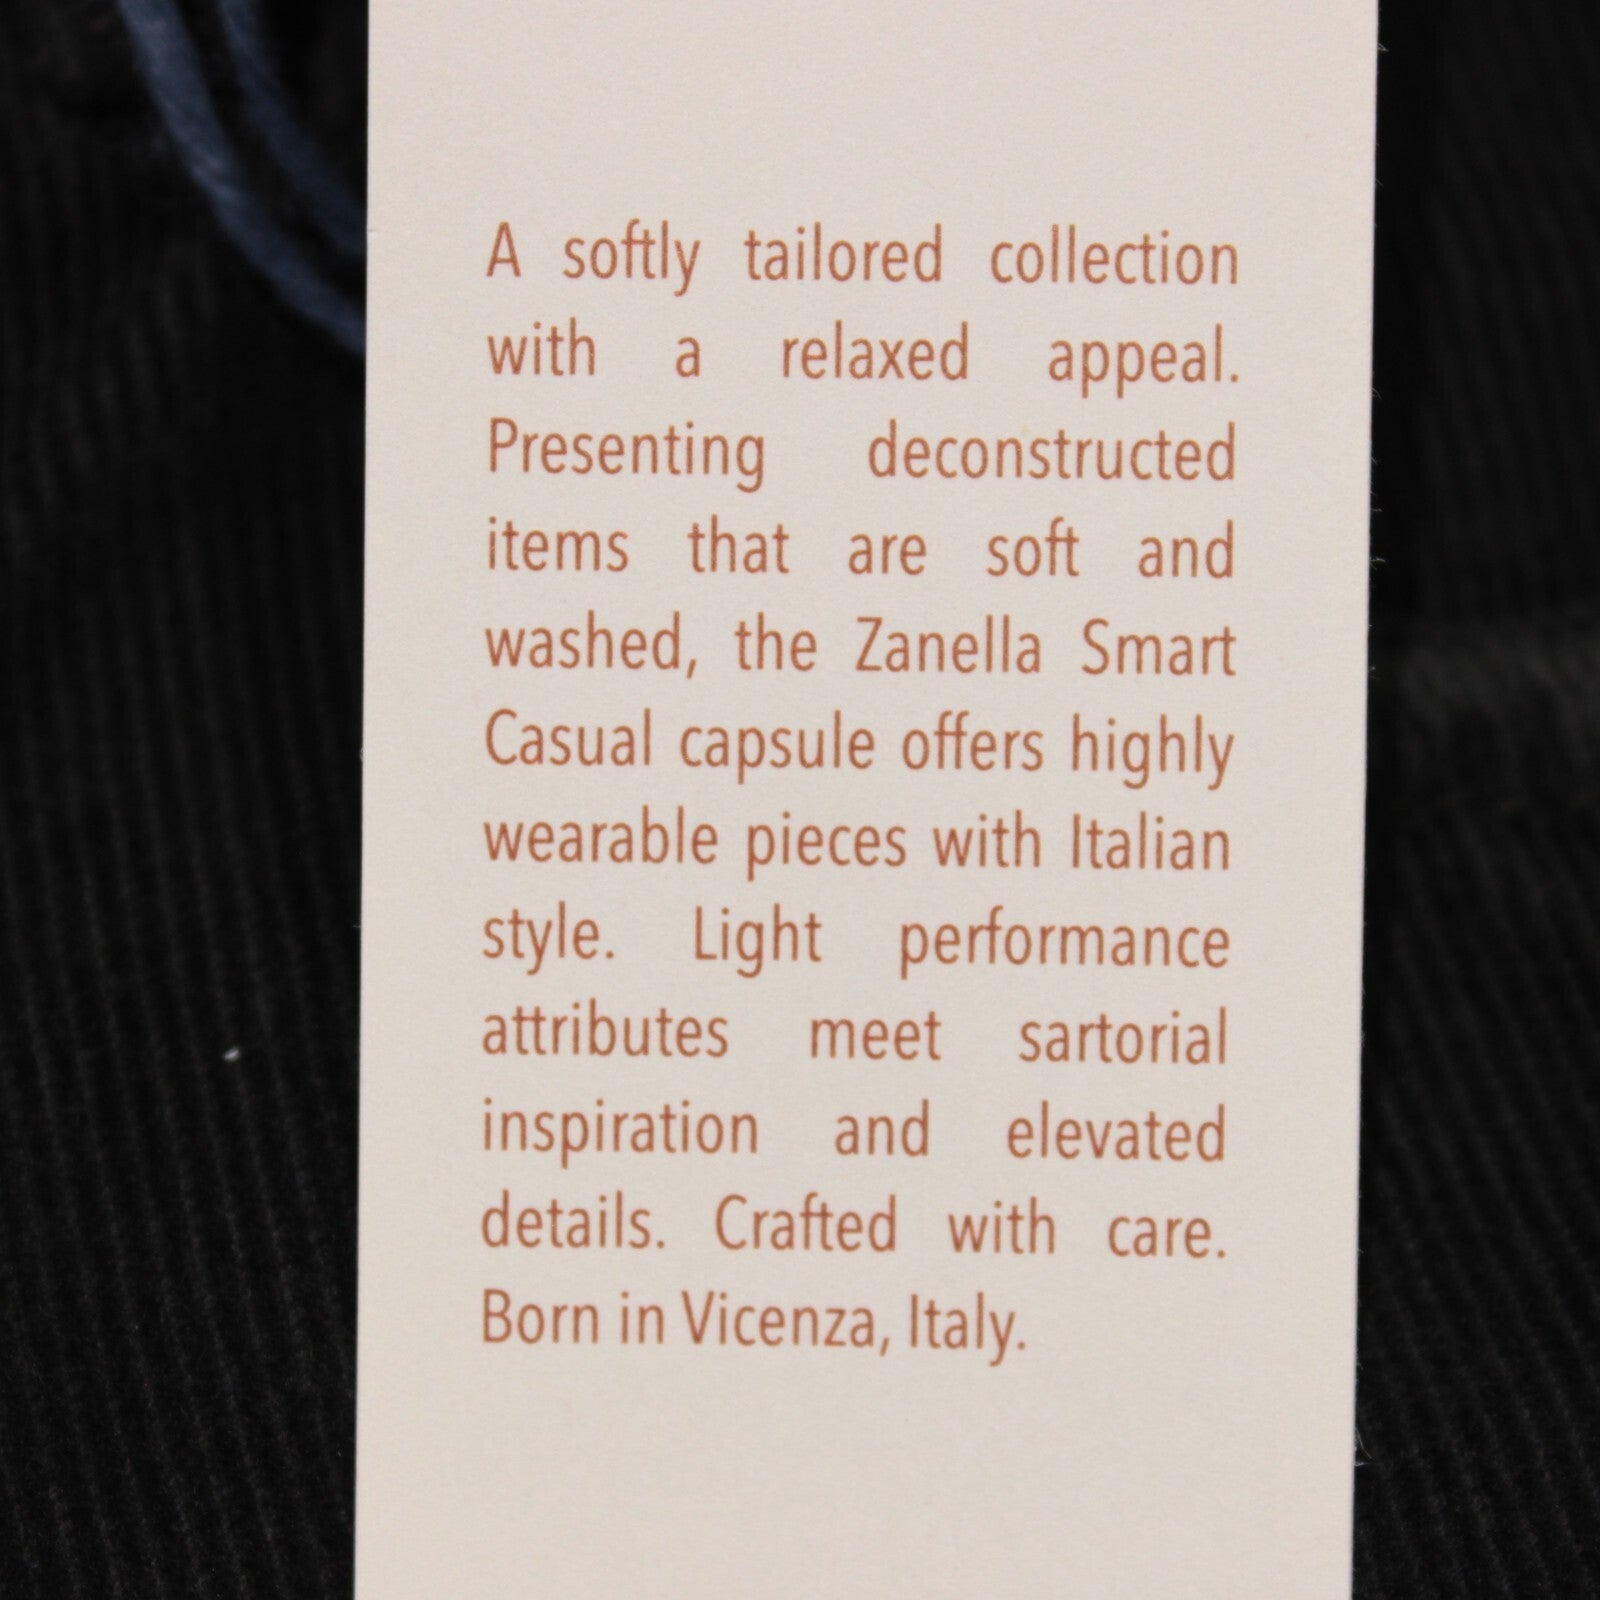 A softly tailored collection
with a relaxed appeal.
Presenting deconstructed
items that are soft and
washed, the Zanella Smart
Casual capsule offers highly
wearable pieces with Italian
style. Light performance
attributes meet sartorial
inspiration and elevated
details. Crafted with care.
Born in Vicenza, Italy.